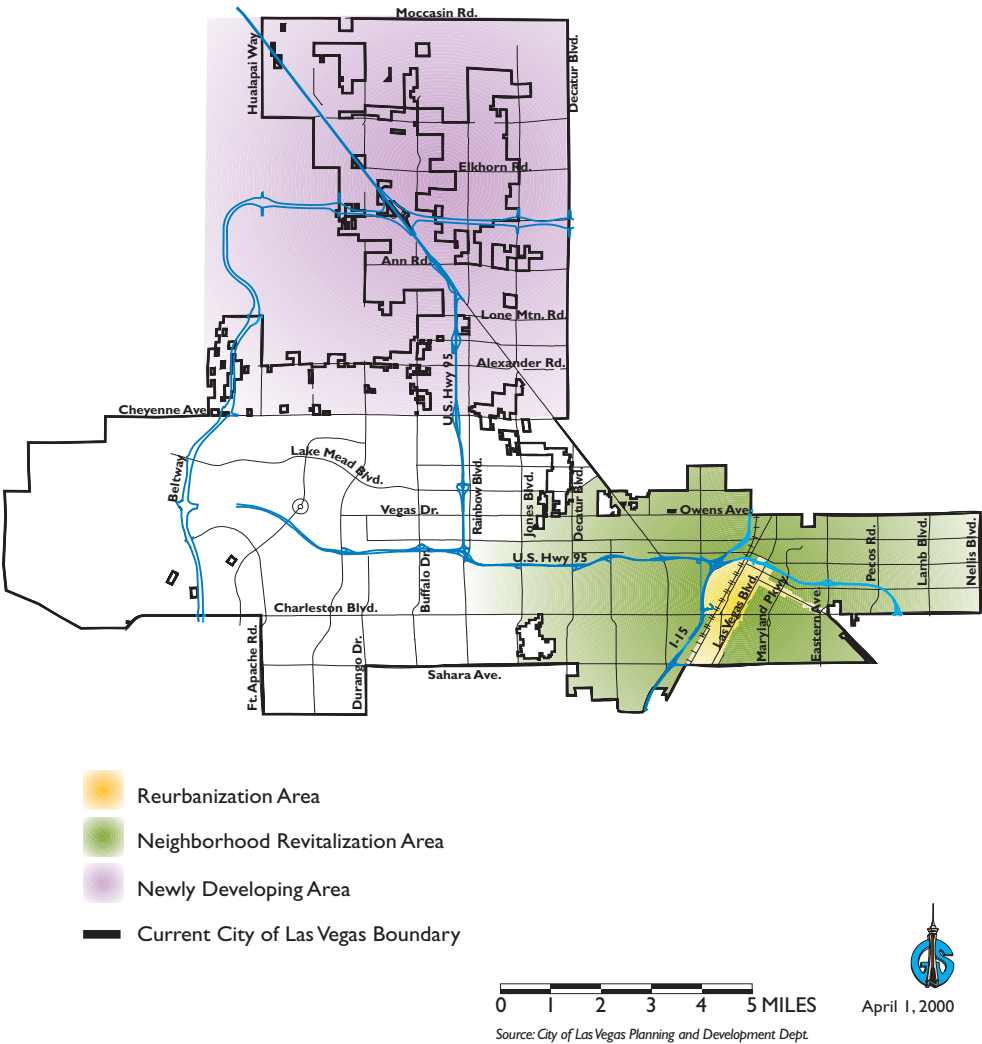 Moccasin Rd.
Hualapai Way
Decatur Blvd.
Elkhorn Rd.
Ann Rd.
Lone Mtn. Rd.
U.S. Hwy 95
Alexander Rd.
Cheyenne Ave.
Beltway
Lake Mead Blvd.
Rainbow Blvd.
Jones Blvd.
Decatur Blvd.
Vegas Dr.
Owens Ave.
Buffalo Dr.
U.S. Hwy 95
Pecos Rd.
Lamb Blvd.
Nellis Blvd.
Charleston Blvd.
Las Vegas Blvd.
Maryland Pkwy.
Eastern Ave.
I-15
Ft. Apache Rd.
Durango Dr.
Sahara Ave.
Reurbanization Area
Neighborhood Revitalization Area
Newly Developing Area
Current City of Las Vegas Boundary
0 1 2 3 4 5 MILES
GIS
April 1, 2000
Source: City of Las Vegas Planning and Development Dept.